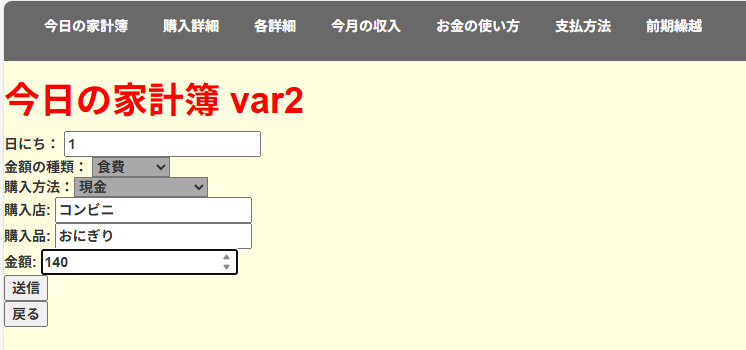 今日の家計簿 購入詳細 各詳細 今月の収入 お金の使い方 支払方法 前期繰越
今日の家計簿 var2
日にち： 1
金額の種類： 食費
購入方法： 現金
購入店: コンビニ
購入品: おにぎり
金額: 140
送信
戻る